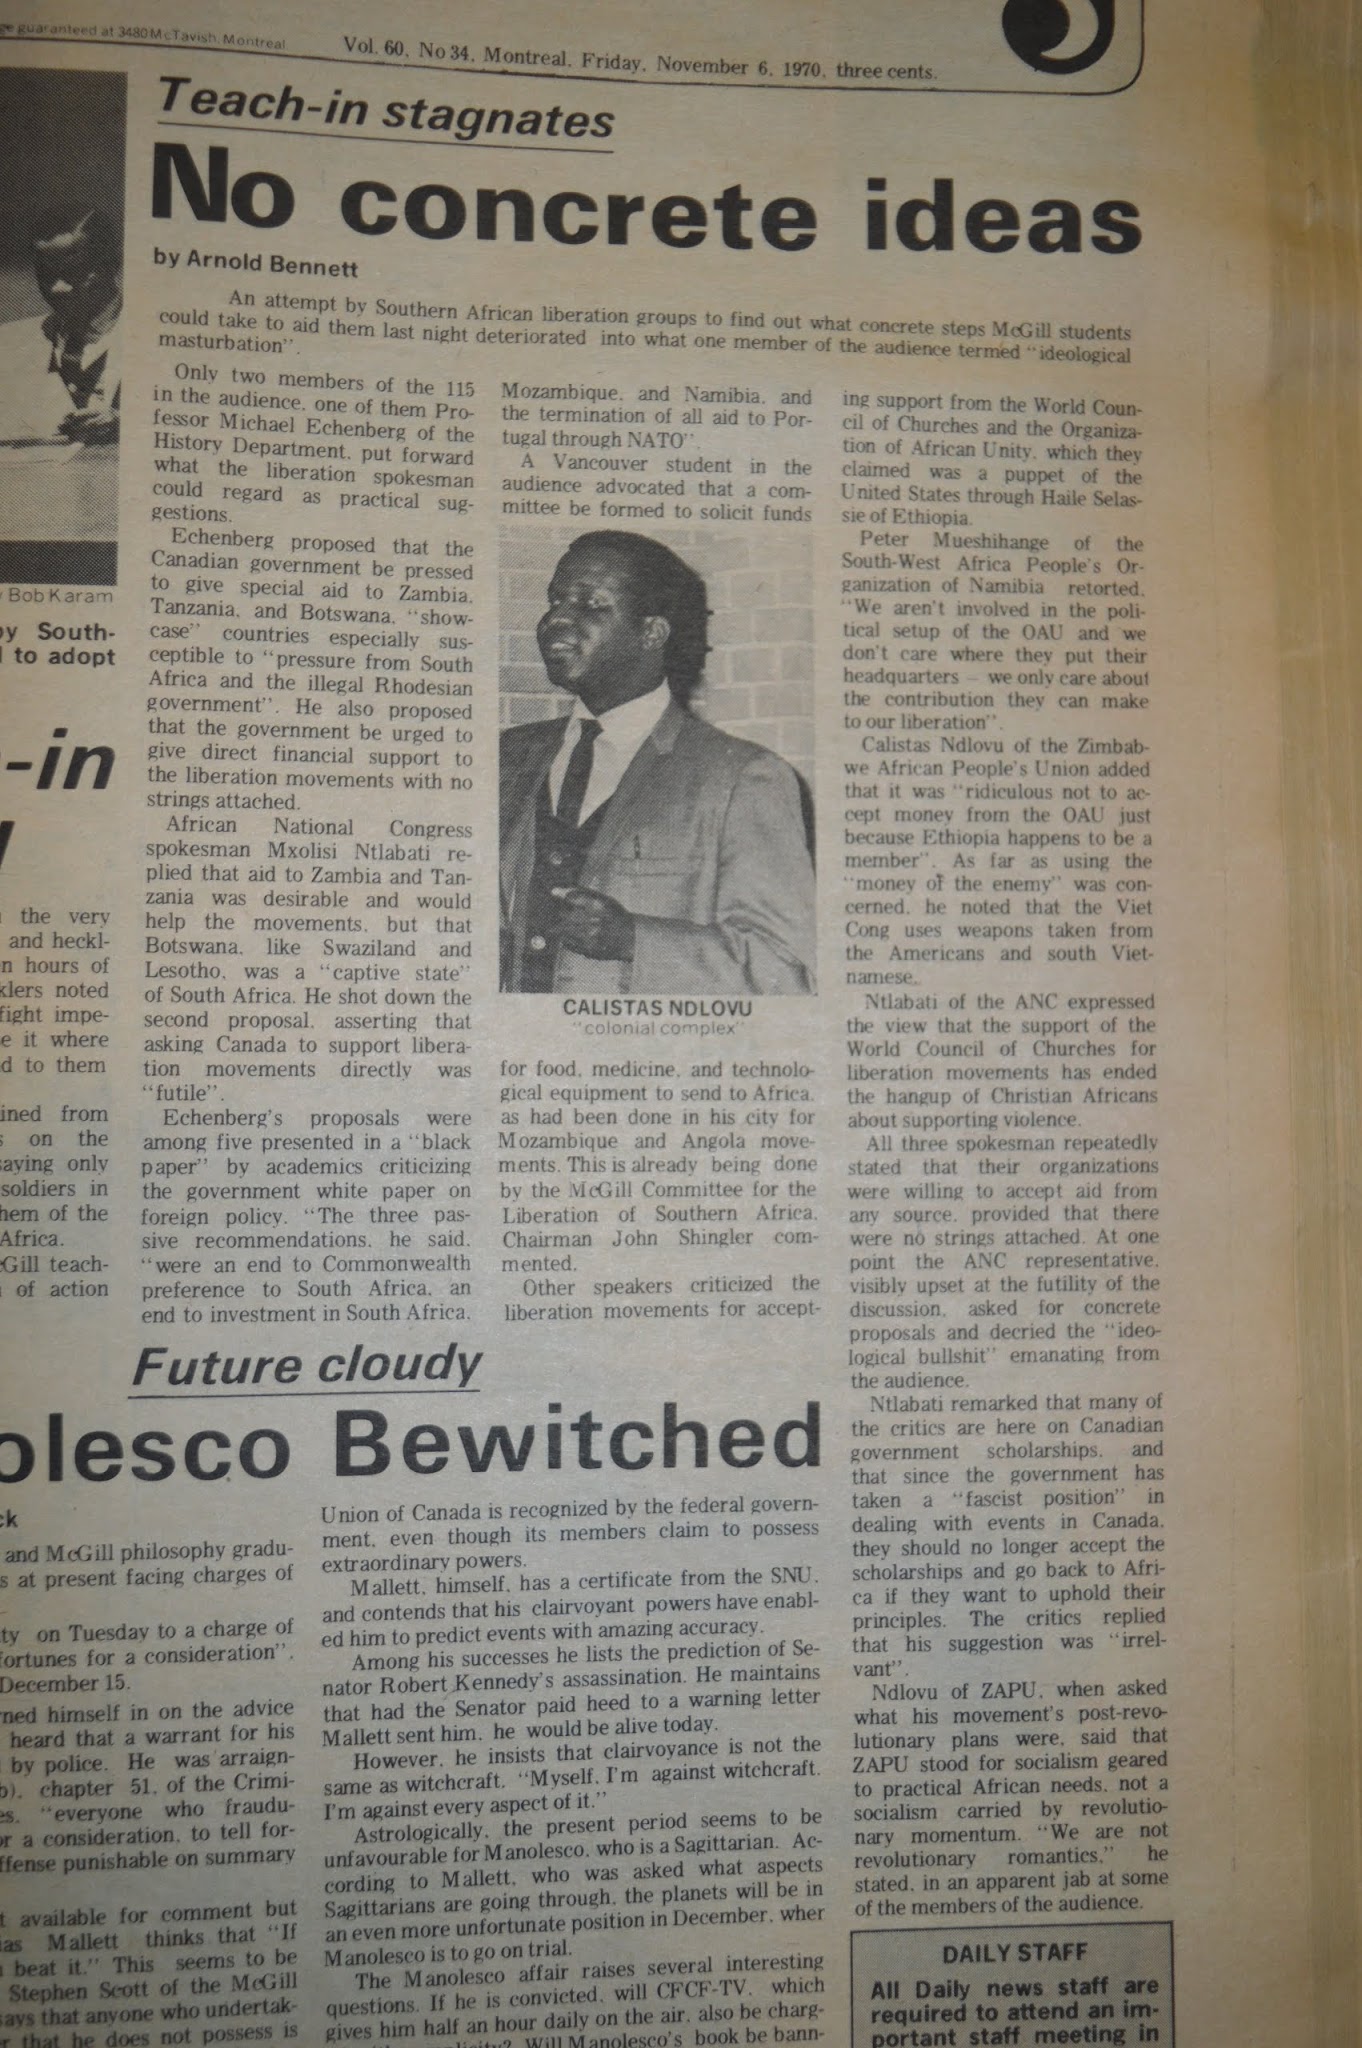 ge guaranteed at 3480 McTavish, Montreal
Vol. 60, No 34, Montreal, Friday, November 6, 1970, three cents.
Teach-in stagnates
No concrete ideas
by Arnold Bennett
An attempt by Southern African liberation groups to find out what concrete steps McGill students
could take to aid them last night deteriorated into what one member of the audience termed "ideological
masturbation".
Only two members of the 115
in the audience, one of them Pro-
fessor Michael Echenberg of the
History Department, put forward
what the liberation spokesman
could regard as practical sug-
gestions.
Echenberg proposed that the
Canadian government be pressed
to give special aid to Zambia,
Tanzania, and Botswana, "show-
case" countries especially sus-
ceptible to "pressure from South
Africa and the illegal Rhodesian
government". He also proposed
that the government be urged to
give direct financial support to
the liberation movements with no
strings attached.
African National Congress
spokesman Mxolisi Ntlabati re-
plied that aid to Zambia and Tan-
zania was desirable and would
help the movements, but that
Botswana, like Swaziland and
Lesotho, was a "captive state"
of South Africa. He shot down the
second proposal, asserting that
asking Canada to support libera-
tion movements directly was
"futile".
Echenberg's proposals were
among five presented in a "black
paper" by academics criticizing
the government white paper on
foreign policy. "The three pas-
sive recommendations, he said,
"were an end to Commonwealth
preference to South Africa, an
end to investment in South Africa,
Mozambique, and Namibia, and
the termination of all aid to Por-
tugal through NATO".
A Vancouver student in the
audience advocated that a com-
mittee be formed to solicit funds
CALISTAS NDLOVU
"colonial complex"
for food, medicine, and technolo-
gical equipment to send to Africa,
as had been done in his city for
Mozambique and Angola move-
ments. This is already being done
by the McGill Committee for the
Liberation of Southern Africa,
Chairman John Shingler com-
mented.
Other speakers criticized the
liberation movements for accept-
ing support from the World Coun-
cil of Churches and the Organiza-
tion of African Unity, which they
claimed was a puppet of the
United States through Haile Selas-
sie of Ethiopia.
Peter Mueshihange of the
South-West Africa People's Or-
ganization of Namibia retorted,
"We aren't involved in the poli-
tical setup of the OAU and we
don't care where they put their
headquarters — we only care about
the contribution they can make
to our liberation".
Calistas Ndlovu of the Zimbab-
we African People's Union added
that it was "ridiculous not to ac-
cept money from the OAU just
because Ethiopia happens to be a
member". As far as using the
"money of the enemy" was con-
cerned, he noted that the Viet
Cong uses weapons taken from
the Americans and south Viet-
namese.
Ntlabati of the ANC expressed
the view that the support of the
World Council of Churches for
liberation movements has ended
the hangup of Christian Africans
about supporting violence.
All three spokesman repeatedly
stated that their organizations
were willing to accept aid from
any source, provided that there
were no strings attached. At one
point the ANC representative,
visibly upset at the futility of the
discussion, asked for concrete
proposals and decried the "ideo-
logical bullshit" emanating from
the audience.
Ntlabati remarked that many of
the critics are here on Canadian
government scholarships, and
that since the government has
taken a "fascist position" in
dealing with events in Canada,
they should no longer accept the
scholarships and go back to Afri-
ca if they want to uphold their
principles. The critics replied
that his suggestion was "irrel-
vant".
Ndlovu of ZAPU, when asked
what his movement's post-revo-
lutionary plans were, said that
ZAPU stood for socialism geared
to practical African needs, not a
socialism carried by revolutio-
nary momentum. "We are not
revolutionary romantics," he
stated, in an apparent jab at some
of the members of the audience.
Bob Karam
by South-
to adopt
-in
the very
and heckl-
n hours of
klers noted
fight impe-
e it where
d to them
ined from
s on the
saying only
soldiers in
hem of the
Africa.
cGill teach-
of action
Future cloudy
olesco Bewitched
ck
and McGill philosophy gradu-
s at present facing charges of
ty on Tuesday to a charge of
fortunes for a consideration".
December 15.
rned himself in on the advice
heard that a warrant for his
by police. He was arraign-
b), chapter 51, of the Crimi-
es, "everyone who fraudu-
or a consideration, to tell for-
ffense punishable on summary
t available for comment but
as Mallett thinks that "If
beat it." This seems to be
Stephen Scott of the McGill
says that anyone who undertak-
r that he does not possess is
Union of Canada is recognized by the federal govern-
ment, even though its members claim to possess
extraordinary powers.
Mallett, himself, has a certificate from the SNU,
and contends that his clairvoyant powers have enabl-
ed him to predict events with amazing accuracy.
Among his successes he lists the prediction of Se-
nator Robert Kennedy's assassination. He maintains
that had the Senator paid heed to a warning letter
Mallett sent him, he would be alive today.
However, he insists that clairvoyance is not the
same as witchcraft. "Myself, I'm against witchcraft.
I'm against every aspect of it."
Astrologically, the present period seems to be
unfavourable for Manolesco, who is a Sagittarian. Ac-
cording to Mallett, who was asked what aspects
Sagittarians are going through, the planets will be in
an even more unfortunate position in December, wher
Manolesco is to go on trial.
The Manolesco affair raises several interesting
questions. If he is convicted, will CFCF-TV, which
gives him half an hour daily on the air, also be charg-
Will Manolesco's book be bann-
DAILY STAFF
All Daily news staff are
required to attend an im-
portant staff meeting in